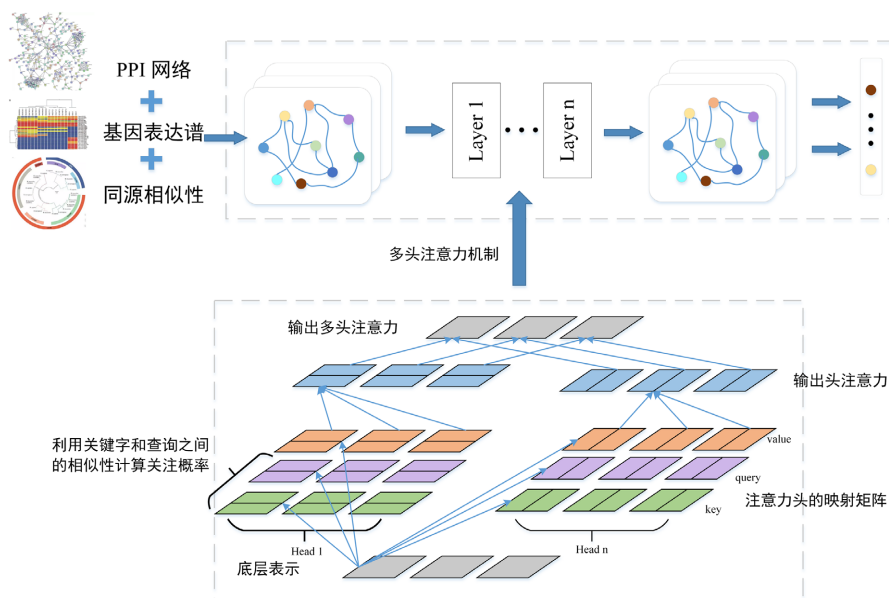 PPI 网络
基因表达谱
同源相似性
Layer 1
Layer n
多头注意力机制
输出多头注意力
输出头注意力
利用关键字和查询之间
的相似性计算关注概率
value
query
key
注意力头的映射矩阵
Head 1
Head n
底层表示